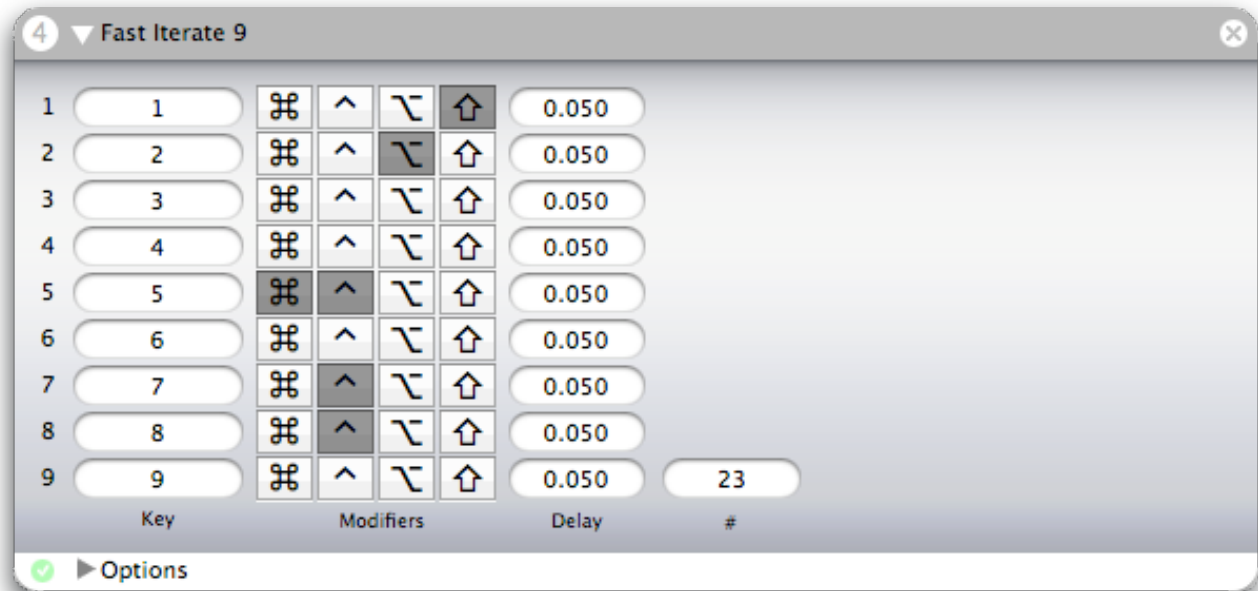 4 Fast Iterate 9
1 1 ⌘ ^ ⌥ ⇧ 0.050
2 2 ⌘ ^ ⌥ ⇧ 0.050
3 3 ⌘ ^ ⌥ ⇧ 0.050
4 4 ⌘ ^ ⌥ ⇧ 0.050
5 5 ⌘ ^ ⌥ ⇧ 0.050
6 6 ⌘ ^ ⌥ ⇧ 0.050
7 7 ⌘ ^ ⌥ ⇧ 0.050
8 8 ⌘ ^ ⌥ ⇧ 0.050
9 9 ⌘ ^ ⌥ ⇧ 0.050 23
Key Modifiers Delay #
Options